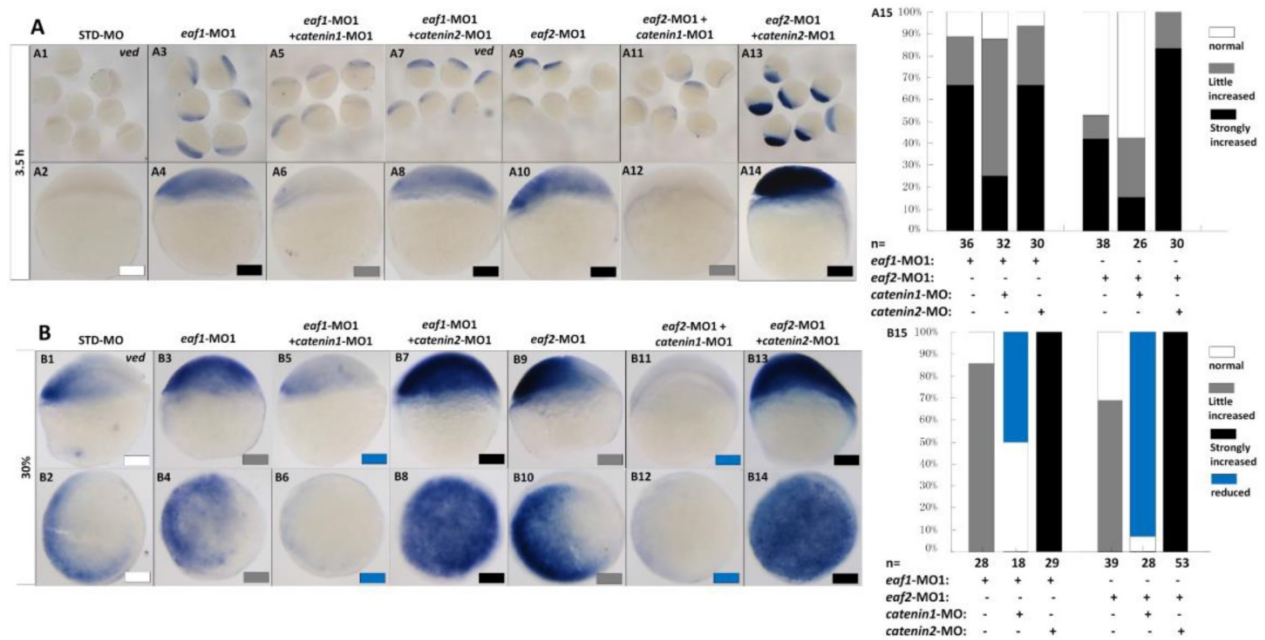 A
STD-MO
eaf1-MO1
eaf1-MO1
+catenin1-MO1
eaf1-MO1
+catenin2-MO1
eaf2-MO1
eaf2-MO1 +
catenin1-MO1
eaf2-MO1
+catenin2-MO1
A1 ved A3 A5 A7 ved A9 A11 A13
3.5 h
A2 A4 A6 A8 A10 A12 A14
A15
100%
90%
80%
70%
60%
50%
40%
30%
20%
10%
0%
normal
Little
increased
Strongly
increased
n= 36 32 30 38 26 30
eaf1-MO1: + + + - - -
eaf2-MO1: - - - + + +
catenin1-MO: - + - - + -
catenin2-MO: - - + - - +
B
STD-MO
eaf1-MO1
eaf1-MO1
+catenin1-MO1
eaf1-MO1
+catenin2-MO1
eaf2-MO1
eaf2-MO1 +
catenin1-MO1
eaf2-MO1
+catenin2-MO1
B1 ved B3 B5 B7 B9 B11 B13
30%
B2 B4 B6 B8 B10 B12 B14
B15
100%
90%
80%
70%
60%
50%
40%
30%
20%
10%
0%
normal
Little
increased
Strongly
increased
reduced
n= 28 18 29 39 28 53
eaf1-MO1: + + + - - -
eaf2-MO1: - - - + + +
catenin1-MO: - + - - + -
catenin2-MO: - - + - - +